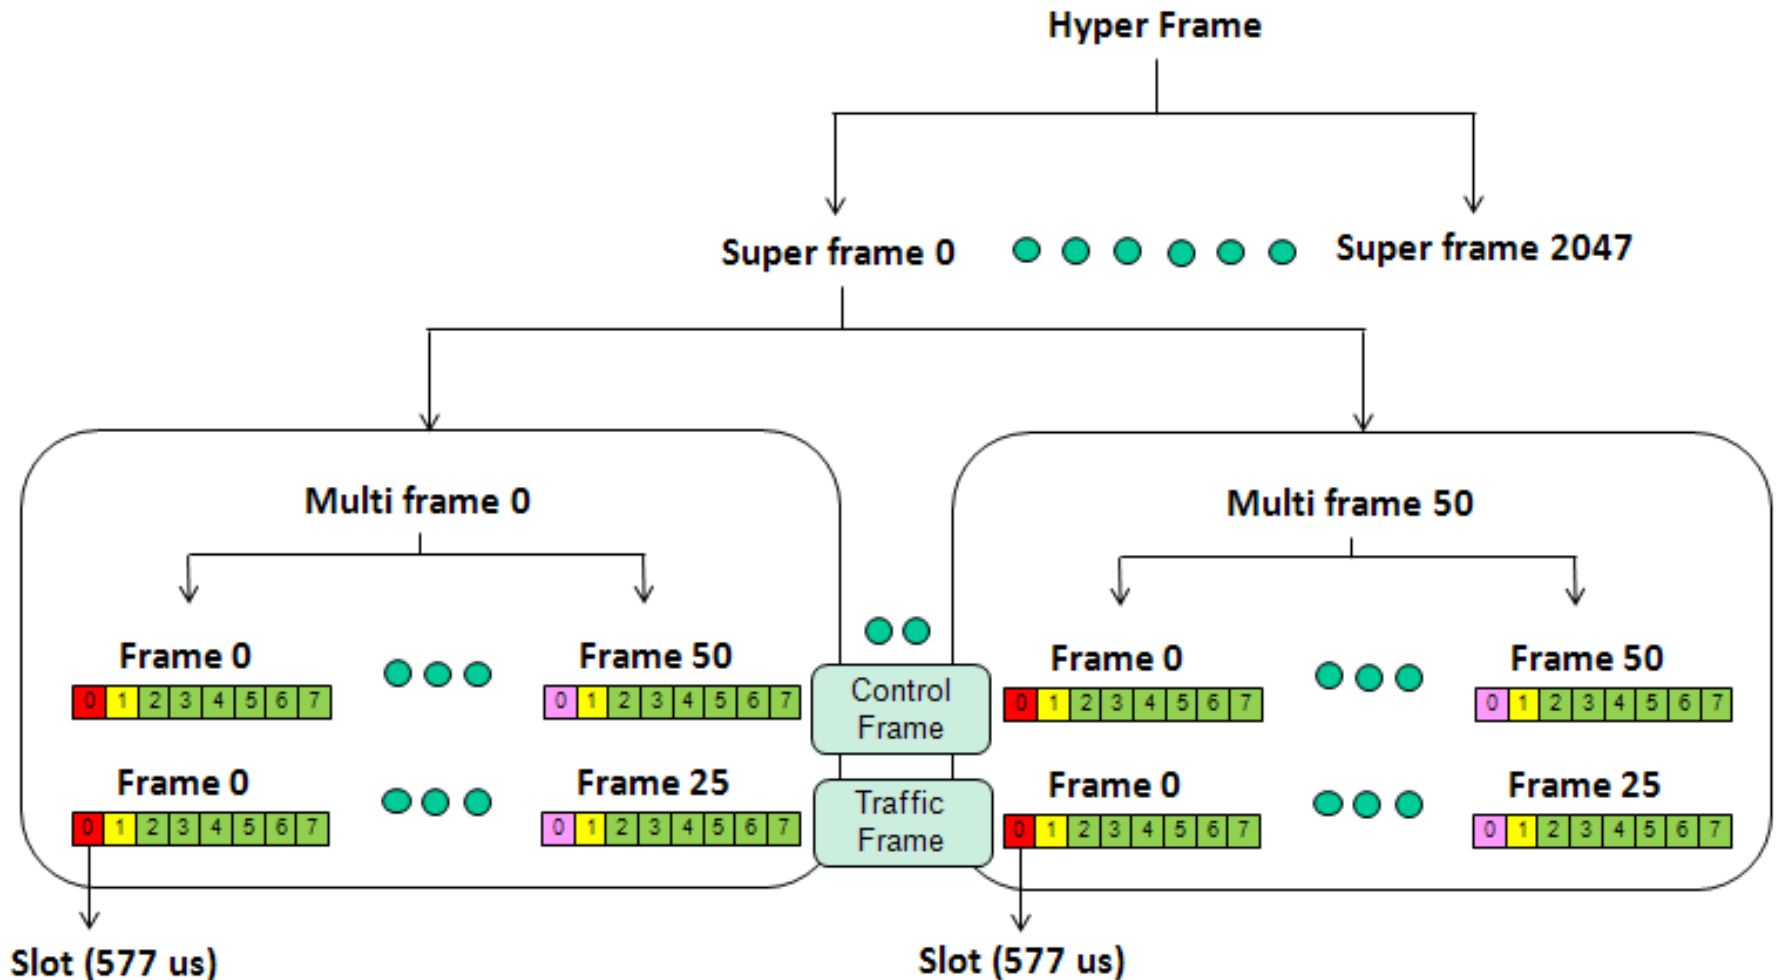 Hyper Frame
Super frame 0
Super frame 2047
Multi frame 0
Multi frame 50
Frame 0
Frame 50
Frame 0
Frame 50
0 1 2 3 4 5 6 7
0 1 2 3 4 5 6 7
Control
Frame
0 1 2 3 4 5 6 7
0 1 2 3 4 5 6 7
Frame 0
Frame 25
Frame 0
Frame 25
0 1 2 3 4 5 6 7
0 1 2 3 4 5 6 7
Traffic
Frame
0 1 2 3 4 5 6 7
0 1 2 3 4 5 6 7
Slot (577 us)
Slot (577 us)